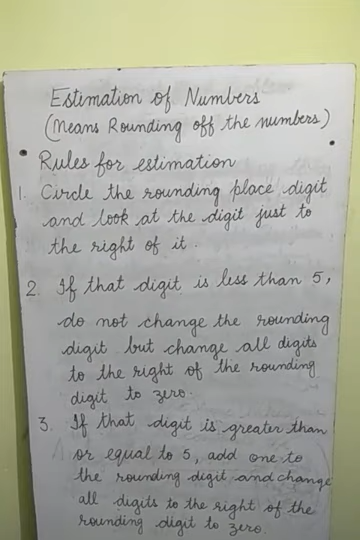 Estimation of Numbers
(Means Rounding off the numbers)
Rules for estimation
1. Circle the rounding place digit
and look at the digit just to
the right of it.
2. If that digit is less than 5,
do not change the rounding
digit but change all digits
to the right of the rounding
digit to zero.
3. If that digit is greater than
or equal to 5, add one to
the rounding digit and change
all digits to the right of the
rounding digit to zero.